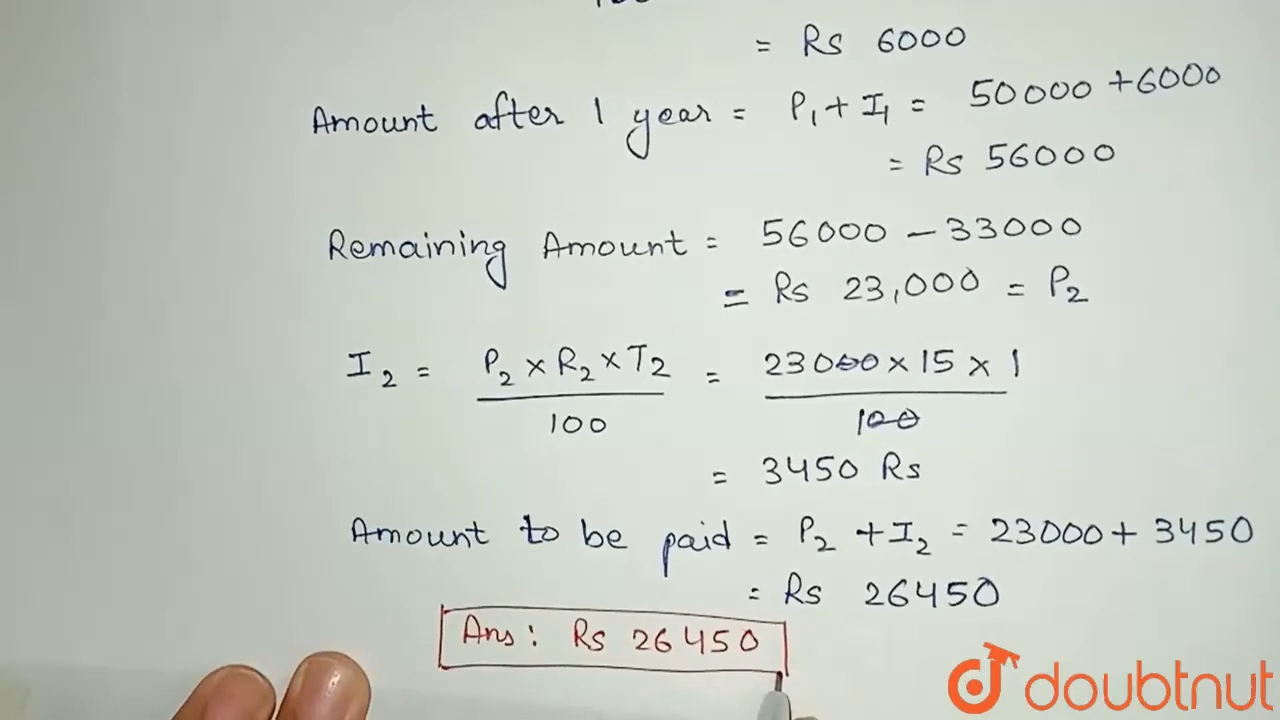 = Rs 6000
Amount after 1 year = P₁ + I₁ = 50000 + 6000
= Rs 56000
Remaining Amount = 56000 − 33000
= Rs 23,000 = P₂
I₂ = P₂ × R₂ × T₂ / 100 = 23000 × 15 × 1 / 100
= 3450 Rs
Amount to be paid = P₂ + I₂ = 23000 + 3450
= Rs 26450
Ans: Rs 26450
doubtnut